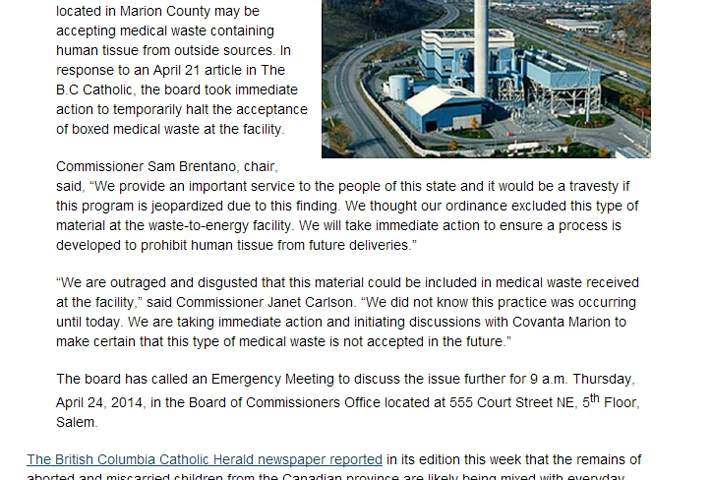 located in Marion County may be
accepting medical waste containing
human tissue from outside sources. In
response to an April 21 article in The
B.C Catholic, the board took immediate
action to temporarily halt the acceptance
of boxed medical waste at the facility.
Commissioner Sam Brentano, chair,
said, “We provide an important service to the people of this state and it would be a travesty if
this program is jeopardized due to this finding. We thought our ordinance excluded this type of
material at the waste-to-energy facility. We will take immediate action to ensure a process is
developed to prohibit human tissue from future deliveries.”
“We are outraged and disgusted that this material could be included in medical waste received
at the facility,” said Commissioner Janet Carlson. “We did not know this practice was occurring
until today. We are taking immediate action and initiating discussions with Covanta Marion to
make certain that this type of medical waste is not accepted in the future.”
The board has called an Emergency Meeting to discuss the issue further for 9 a.m. Thursday,
April 24, 2014, in the Board of Commissioners Office located at 555 Court Street NE, 5th Floor,
Salem.
The British Columbia Catholic Herald newspaper reported in its edition this week that the remains of
aborted and miscarried children from the Canadian province are likely being mixed with everyday